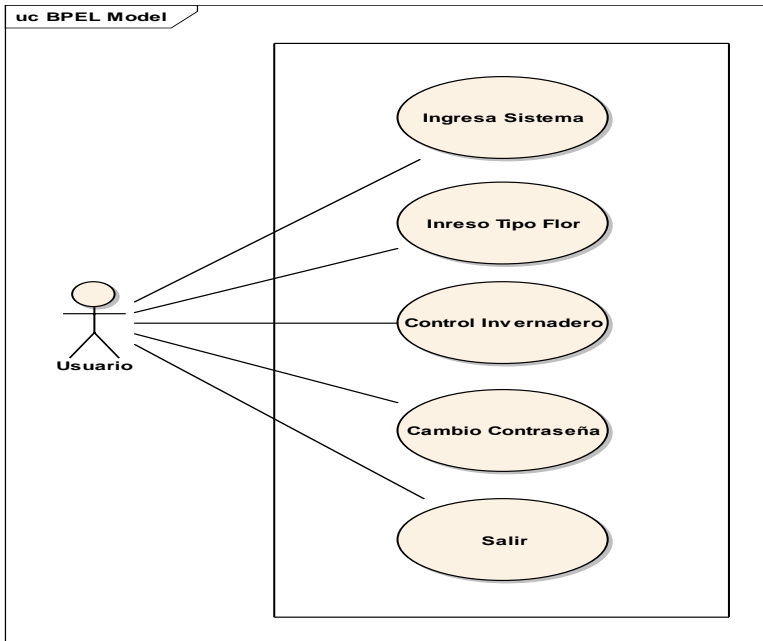 uc BPEL Model
Ingresa Sistema
Inreso Tipo Flor
Control Invernadero
Usuario
Cambio Contraseña
Salir